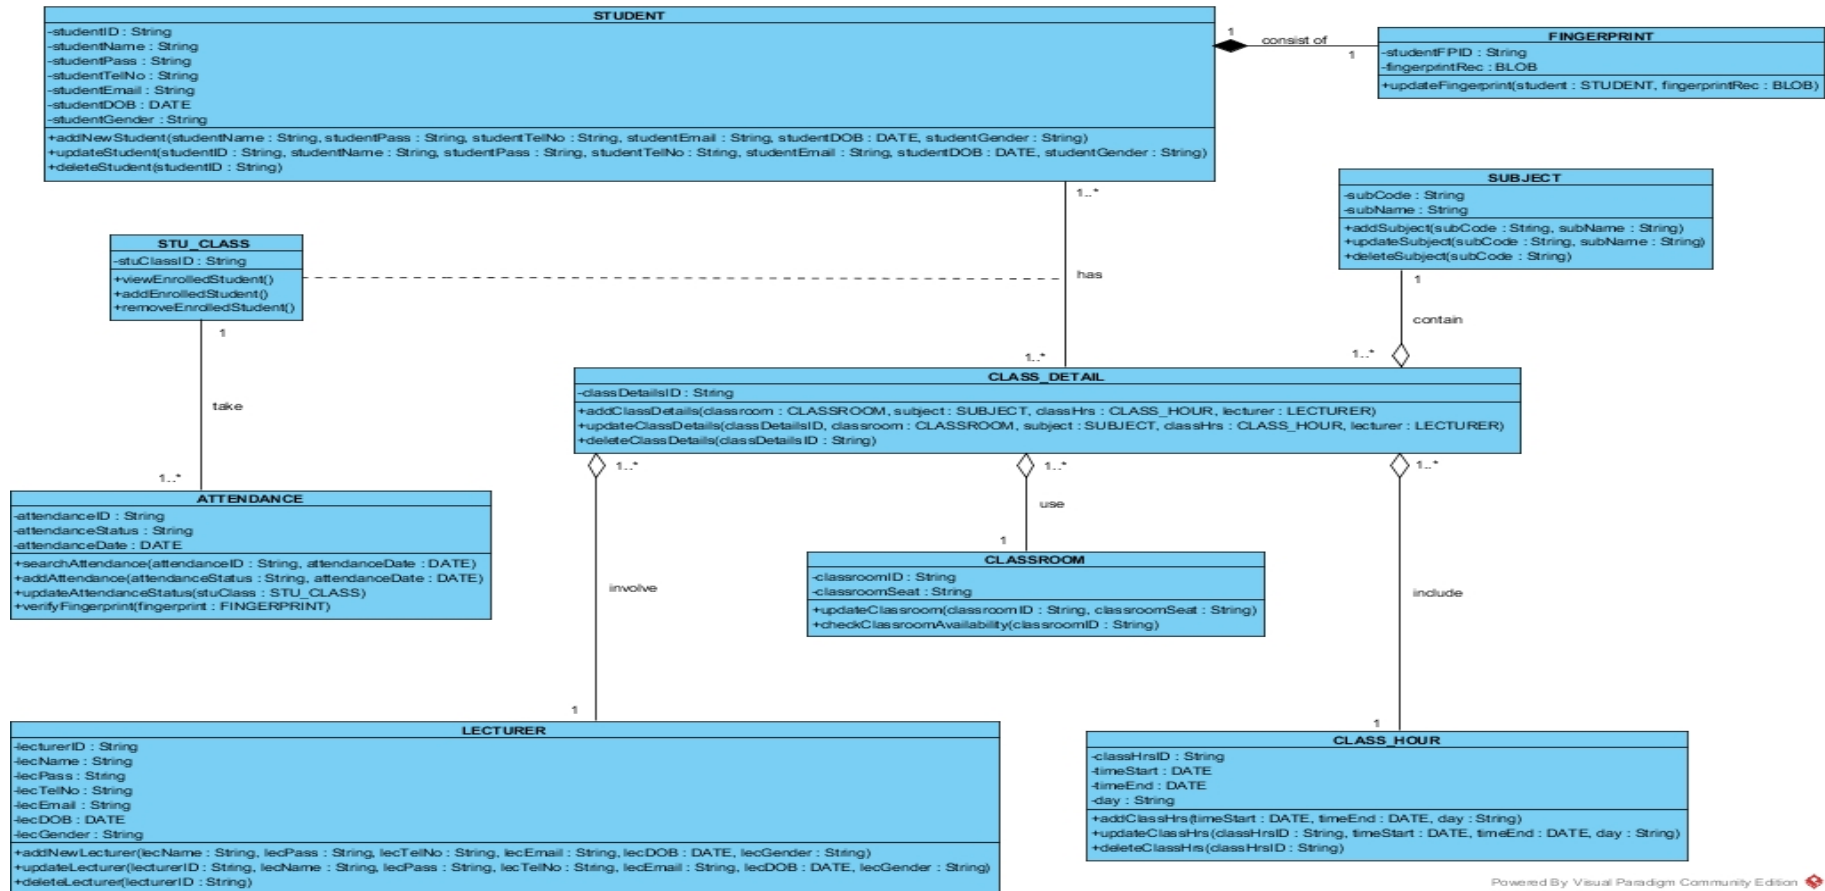 STUDENT
-studentID : String
-studentName : String
-studentPass : String
-studentTelNo : String
-studentEmail : String
-studentDOB : DATE
-studentGender : String
+addNewStudent(studentName : String, studentPass : String, studentTelNo : String, studentEmail : String, studentDOB : DATE, studentGender : String)
+updateStudent(studentID : String, studentName : String, studentPass : String, studentTelNo : String, studentEmail : String, studentDOB : DATE, studentGender : String)
+deleteStudent(studentID : String)
1
consist of
1
FINGERPRINT
-studentFPID : String
-fingerprintRec : BLOB
+updateFingerprint(student : STUDENT, fingerprintRec : BLOB)
1..*
has
1..*
SUBJECT
-subCode : String
-subName : String
+addSubject(subCode : String, subName : String)
+updateSubject(subCode : String, subName : String)
+deleteSubject(subCode : String)
1
contain
1..*
STU_CLASS
-stuClassID : String
+viewEnrolledStudent()
+addEnrolledStudent()
+removeEnrolledStudent()
1
take
1..*
CLASS_DETAIL
-classDetailsID : String
+addClassDetails(classroom : CLASSROOM, subject : SUBJECT, classHrs : CLASS_HOUR, lecturer : LECTURER)
+updateClassDetails(classDetailsID, classroom : CLASSROOM, subject : SUBJECT, classHrs : CLASS_HOUR, lecturer : LECTURER)
+deleteClassDetails(classDetailsID : String)
1..*
1..*
1..*
ATTENDANCE
-attendanceID : String
-attendanceStatus : String
-attendanceDate : DATE
+searchAttendance(attendanceID : String, attendanceDate : DATE)
+addAttendance(attendanceStatus : String, attendanceDate : DATE)
+updateAttendanceStatus(stuClass : STU_CLASS)
+verifyFingerprint(fingerprint : FINGERPRINT)
involve
1
use
1
CLASSROOM
-classroomID : String
-classroomSeat : String
+updateClassroom(classroomID : String, classroomSeat : String)
+checkClassroomAvailability(classroomID : String)
include
1
LECTURER
-lecturerID : String
-lecName : String
-lecPass : String
-lecTelNo : String
-lecEmail : String
-lecDOB : DATE
-lecGender : String
+addNewLecturer(lecName : String, lecPass : String, lecTelNo : String, lecEmail : String, lecDOB : DATE, lecGender : String)
+updateLecturer(lecturerID : String, lecName : String, lecPass : String, lecTelNo : String, lecEmail : String, lecDOB : DATE, lecGender : String)
+deleteLecturer(lecturerID : String)
CLASS_HOUR
-classHrsID : String
-timeStart : DATE
-timeEnd : DATE
-day : String
+addClassHrs(timeStart : DATE, timeEnd : DATE, day : String)
+updateClassHrs(classHrsID : String, timeStart : DATE, timeEnd : DATE, day : String)
+deleteClassHrs(classHrsID : String)
Powered By Visual Paradigm Community Edition